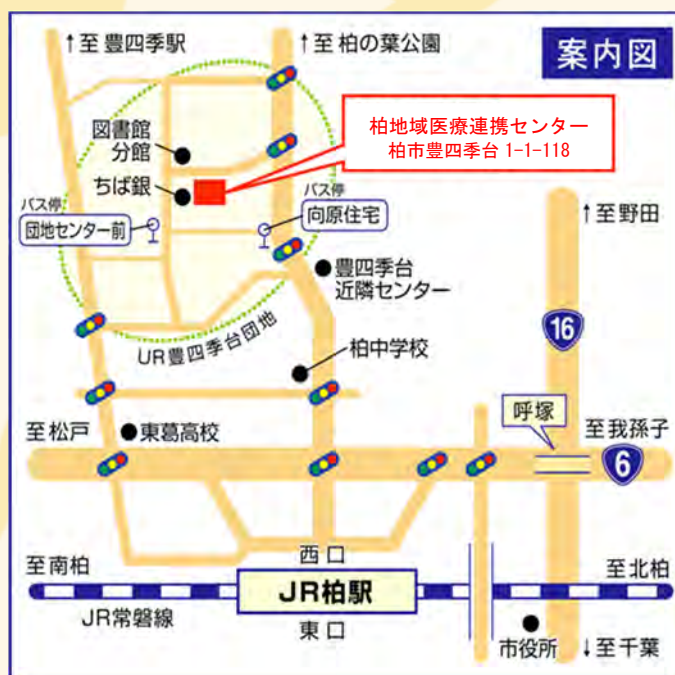 ↑至 豊四季駅
↑至 柏の葉公園
案内図
図書館
分館
柏地域医療連携センター
柏市豊四季台 1-1-118
ちば銀
バス停
団地センター前
バス停
向原住宅
↑至野田
豊四季台
近隣センター
16
UR豊四季台団地
柏中学校
呼塚
至松戸
東葛高校
至我孫子
6
西口
至南柏
至北柏
JR柏駅
JR常磐線
東口
市役所
↓至千葉